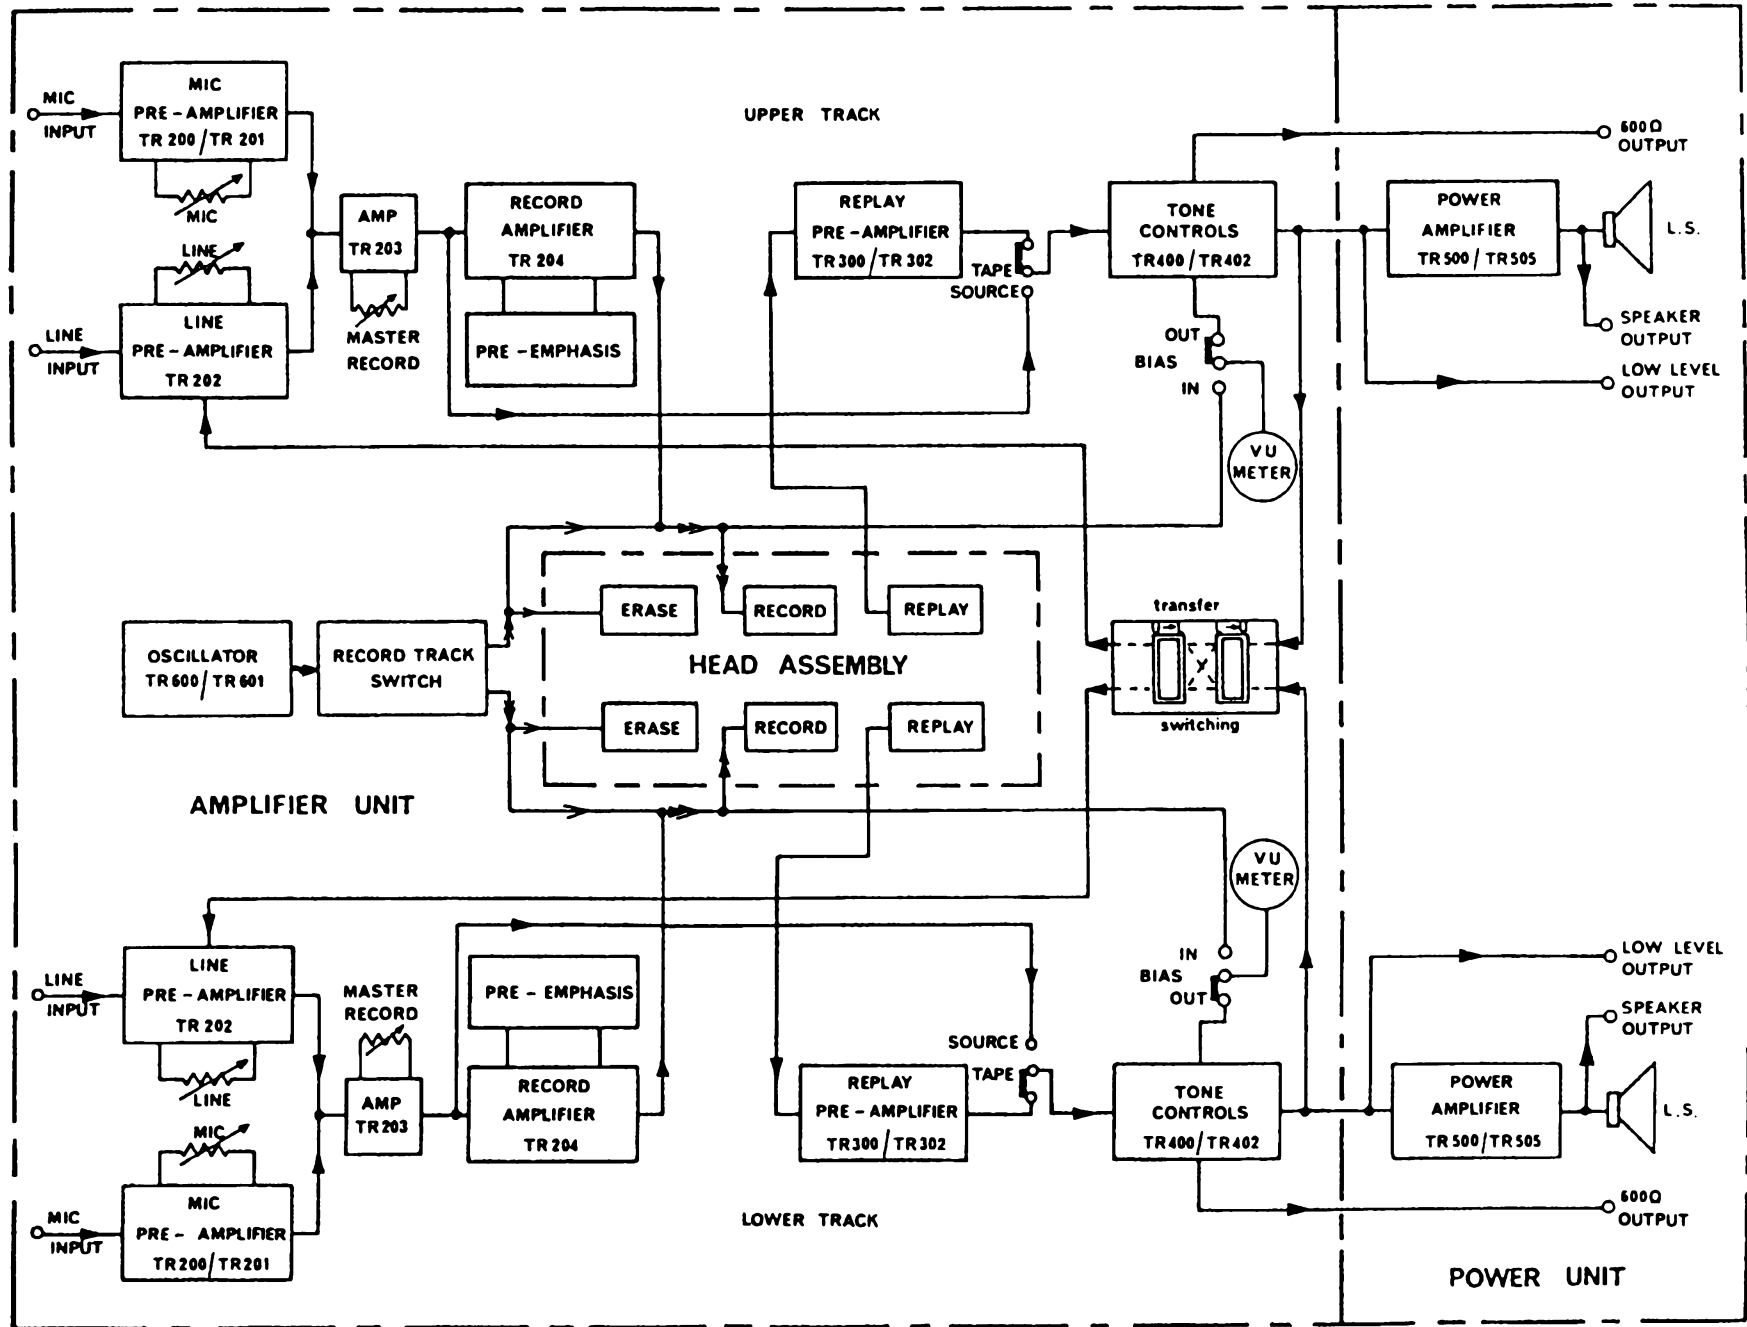 MIC
INPUT
MIC
PRE-AMPLIFIER
TR 200/TR 201
MIC
LINE
LINE
INPUT
LINE
PRE-AMPLIFIER
TR 202
AMP
TR 203
MASTER
RECORD
RECORD
AMPLIFIER
TR 204
PRE-EMPHASIS
UPPER TRACK
REPLAY
PRE-AMPLIFIER
TR 300/TR 302
TAPE
SOURCE
TONE
CONTROLS
TR400/TR402
OUT
BIAS
IN
VU
METER
600Ω
OUTPUT
POWER
AMPLIFIER
TR 500/TR505
L.S.
SPEAKER
OUTPUT
LOW LEVEL
OUTPUT
OSCILLATOR
TR 600/TR 601
RECORD TRACK
SWITCH
ERASE
RECORD
REPLAY
HEAD ASSEMBLY
ERASE
RECORD
REPLAY
transfer
switching
AMPLIFIER UNIT
LINE
INPUT
LINE
PRE-AMPLIFIER
TR 202
LINE
MIC
MIC
INPUT
MIC
PRE-AMPLIFIER
TR200/TR201
MASTER
RECORD
AMP
TR203
PRE-EMPHASIS
RECORD
AMPLIFIER
TR 204
LOWER TRACK
REPLAY
PRE-AMPLIFIER
TR300/TR302
SOURCE
TAPE
VU
METER
IN
BIAS
OUT
TONE
CONTROLS
TR400/TR402
LOW LEVEL
OUTPUT
SPEAKER
OUTPUT
POWER
AMPLIFIER
TR 500/TR505
L.S.
600Ω
OUTPUT
POWER UNIT